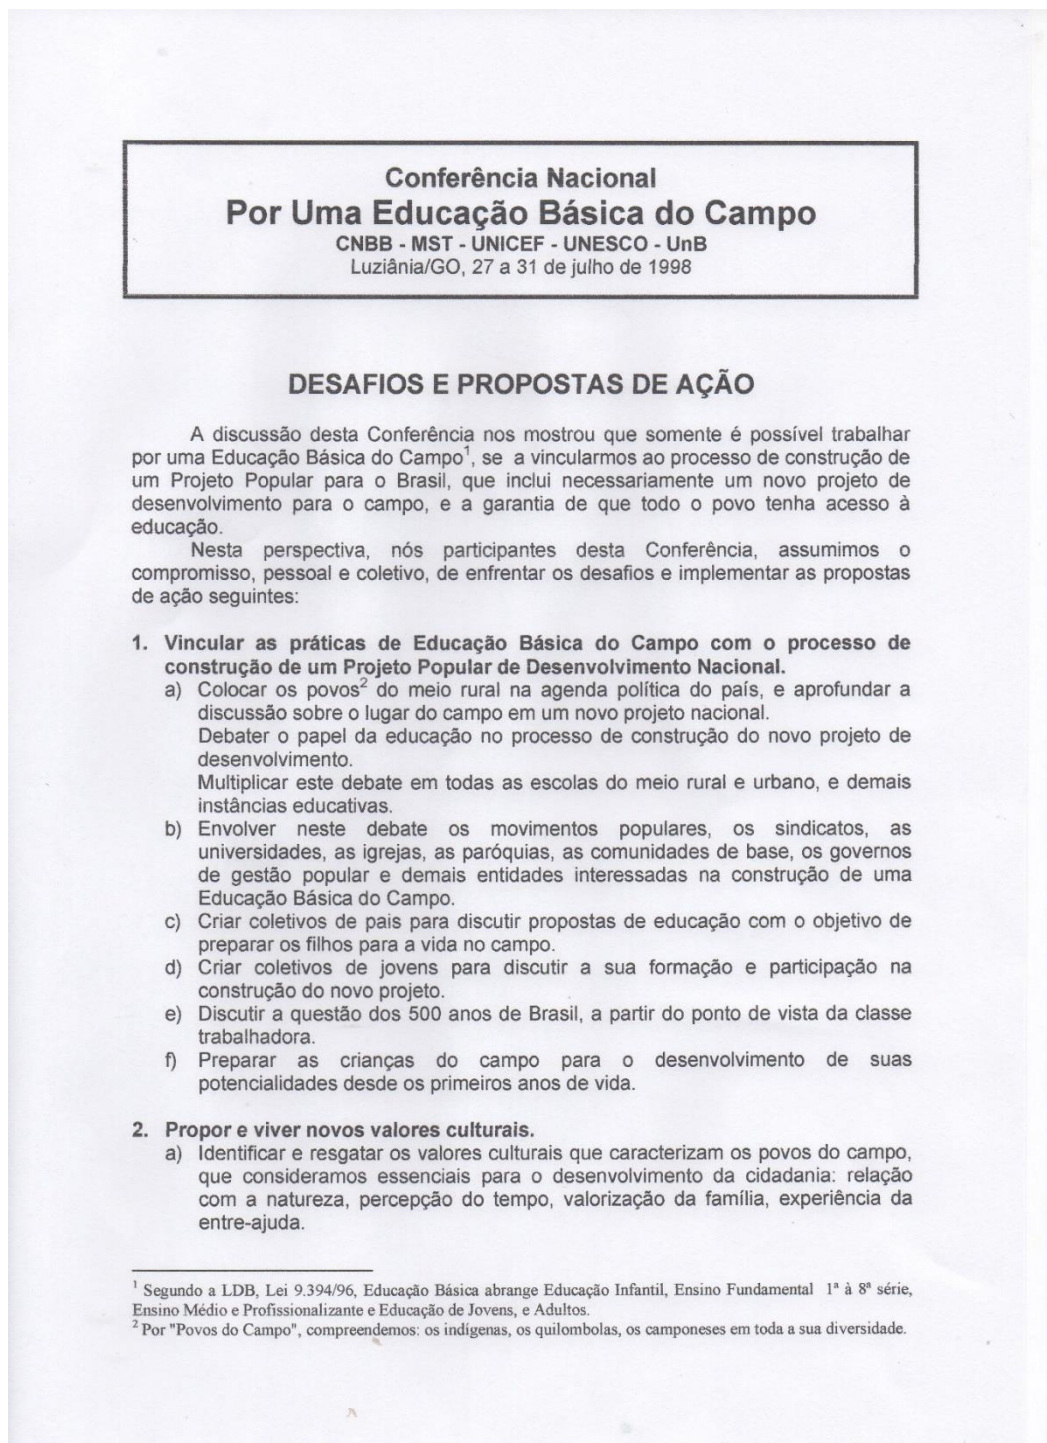 Conferência Nacional
Por Uma Educação Básica do Campo
CNBB - MST - UNICEF - UNESCO - UnB
Luziânia/GO, 27 a 31 de julho de 1998
DESAFIOS E PROPOSTAS DE AÇÃO
A discussão desta Conferência nos mostrou que somente é possível trabalhar
por uma Educação Básica do Campo¹, se a vincularmos ao processo de construção de
um Projeto Popular para o Brasil, que inclui necessariamente um novo projeto de
desenvolvimento para o campo, e a garantia de que todo o povo tenha acesso à
educação.
Nesta perspectiva, nós participantes desta Conferência, assumimos o
compromisso, pessoal e coletivo, de enfrentar os desafios e implementar as propostas
de ação seguintes:
1. Vincular as práticas de Educação Básica do Campo com o processo de
construção de um Projeto Popular de Desenvolvimento Nacional.
a) Colocar os povos² do meio rural na agenda política do país, e aprofundar a
discussão sobre o lugar do campo em um novo projeto nacional.
Debater o papel da educação no processo de construção do novo projeto de
desenvolvimento.
Multiplicar este debate em todas as escolas do meio rural e urbano, e demais
instâncias educativas.
b) Envolver neste debate os movimentos populares, os sindicatos, as
universidades, as igrejas, as paróquias, as comunidades de base, os governos
de gestão popular e demais entidades interessadas na construção de uma
Educação Básica do Campo.
c) Criar coletivos de pais para discutir propostas de educação com o objetivo de
preparar os filhos para a vida no campo.
d) Criar coletivos de jovens para discutir a sua formação e participação na
construção do novo projeto.
e) Discutir a questão dos 500 anos de Brasil, a partir do ponto de vista da classe
trabalhadora.
f) Preparar as crianças do campo para o desenvolvimento de suas
potencialidades desde os primeiros anos de vida.
2. Propor e viver novos valores culturais.
a) Identificar e resgatar os valores culturais que caracterizam os povos do campo,
que consideramos essenciais para o desenvolvimento da cidadania: relação
com a natureza, percepção do tempo, valorização da família, experiência da
entre-ajuda.
¹ Segundo a LDB, Lei 9.394/96, Educação Básica abrange Educação Infantil, Ensino Fundamental 1ª à 8ª série,
Ensino Médio e Profissionalizante e Educação de Jovens, e Adultos.
² Por "Povos do Campo", compreendemos: os indígenas, os quilombolas, os camponeses em toda a sua diversidade.